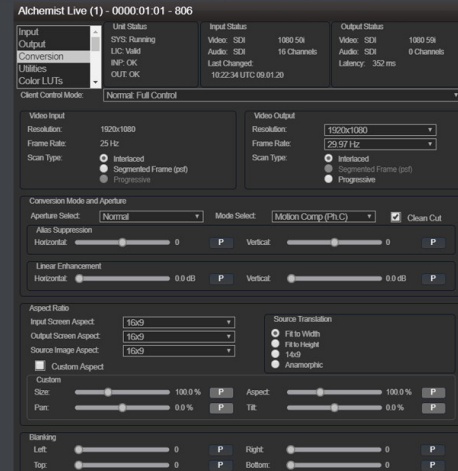 Alchemist Live (1) - 0000:01:01 - 806
Input
Output
Conversion
Utilities
Color LUTs
Unit Status
SYS: Running
LIC: Valid
INP: OK
OUT: OK
Input Status
Video: SDI 1080 50i
Audio: SDI 16 Channels
Last Changed:
10:22:34 UTC 09.01.20
Output Status
Video: SDI 1080 59i
Audio: SDI 0 Channels
Latency: 352 ms
Client Control Mode: Normal: Full Control
Video Input
Resolution: 1920x1080
Frame Rate: 25 Hz
Scan Type: Interlaced
Segmented Frame (psf)
Progressive
Video Output
Resolution: 1920x1080
Frame Rate: 29.97 Hz
Scan Type: Interlaced
Segmented Frame (psf)
Progressive
Conversion Mode and Aperture
Aperture Select: Normal Mode Select: Motion Comp (Ph.C) Clean Cut
Alias Suppression
Horizontal: 0 P Vertical: 0 P
Linear Enhancement
Horizontal: 0.0 dB P Vertical: 0.0 dB P
Aspect Ratio
Input Screen Aspect: 16x9
Output Screen Aspect: 16x9
Source Image Aspect: 16x9
Custom Aspect
Source Translation
Fit to Width
Fit to Height
14x9
Anamorphic
Custom
Size: 100.0 % P Aspect: 100.0 % P
Pan: 0.0 % P Tilt: 0.0 % P
Blanking
Left: 0 P Right: 0 P
Top: 0 P Bottom: 0 P